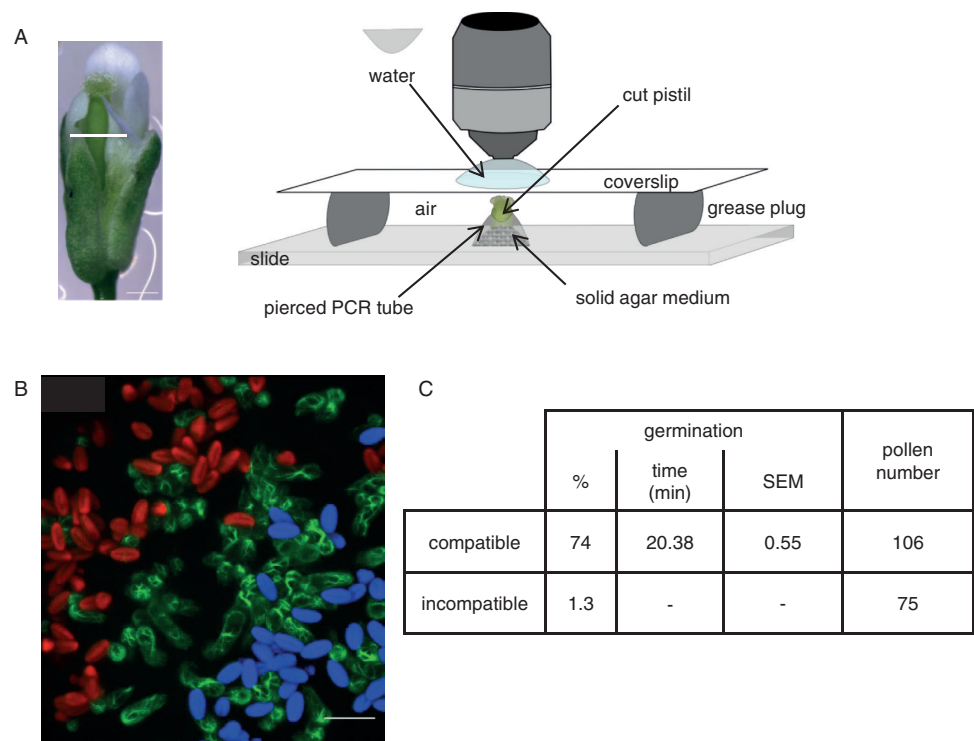 A
water
cut pistil
coverslip
air
grease plug
slide
pierced PCR tube
solid agar medium
B
C
germination
pollen
number
%
time
(min)
SEM
compatible
74
20.38
0.55
106
incompatible
1.3
-
-
75